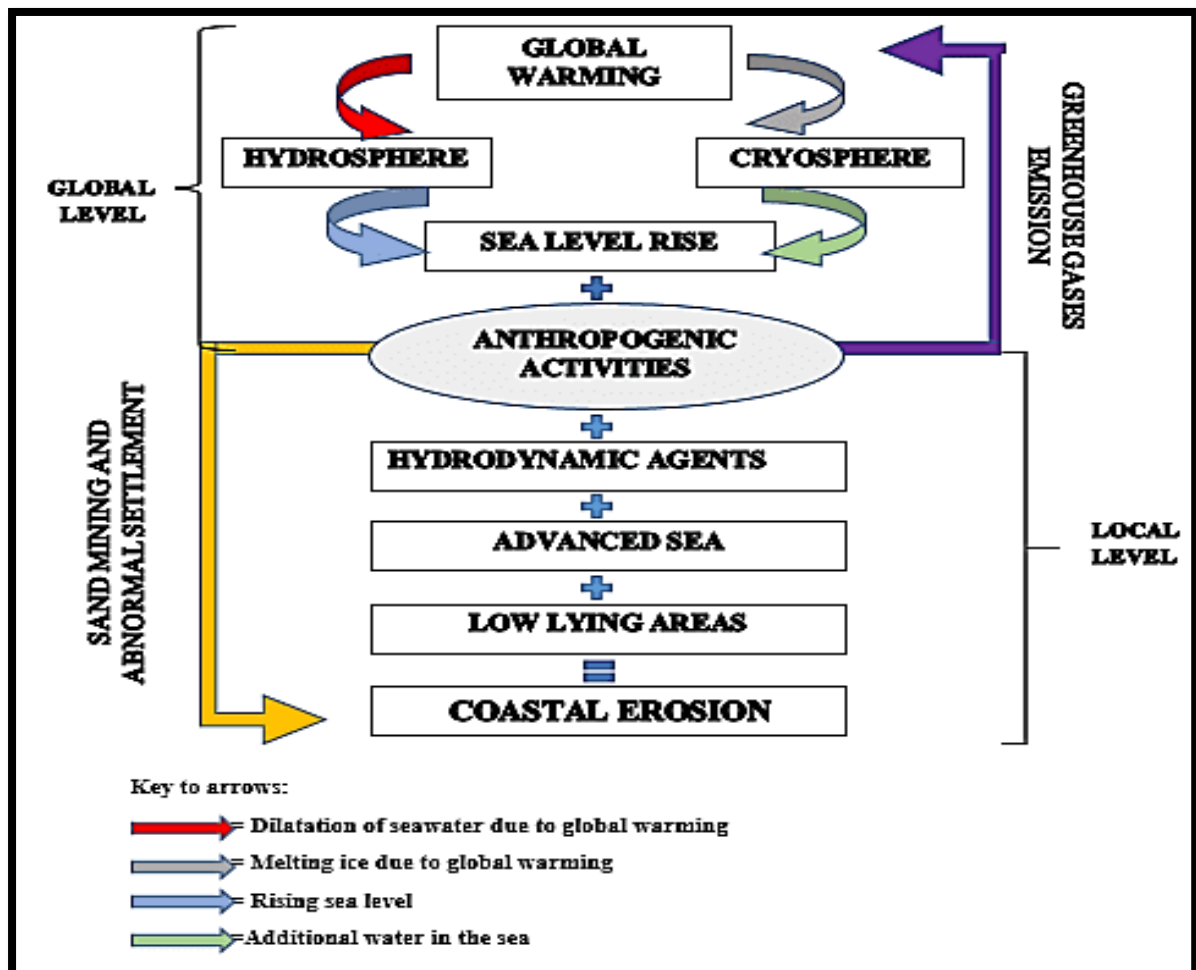 GLOBAL
WARMING
HYDROSPHERE
CRYOSPHERE
GLOBAL
LEVEL
SEA LEVEL RISE
GREENHOUSE GASES
EMISSION
+
ANTHROPOGENIC
ACTIVITIES
+
HYDRODYNAMIC AGENTS
+
SAND MINING AND
ABNORMAL SETTLEMENT
ADVANCED SEA
LOCAL
LEVEL
+
LOW LYING AREAS
=
COASTAL EROSION
Key to arrows:
= Dilatation of seawater due to global warming
= Melting ice due to global warming
= Rising sea level
=Additional water in the sea